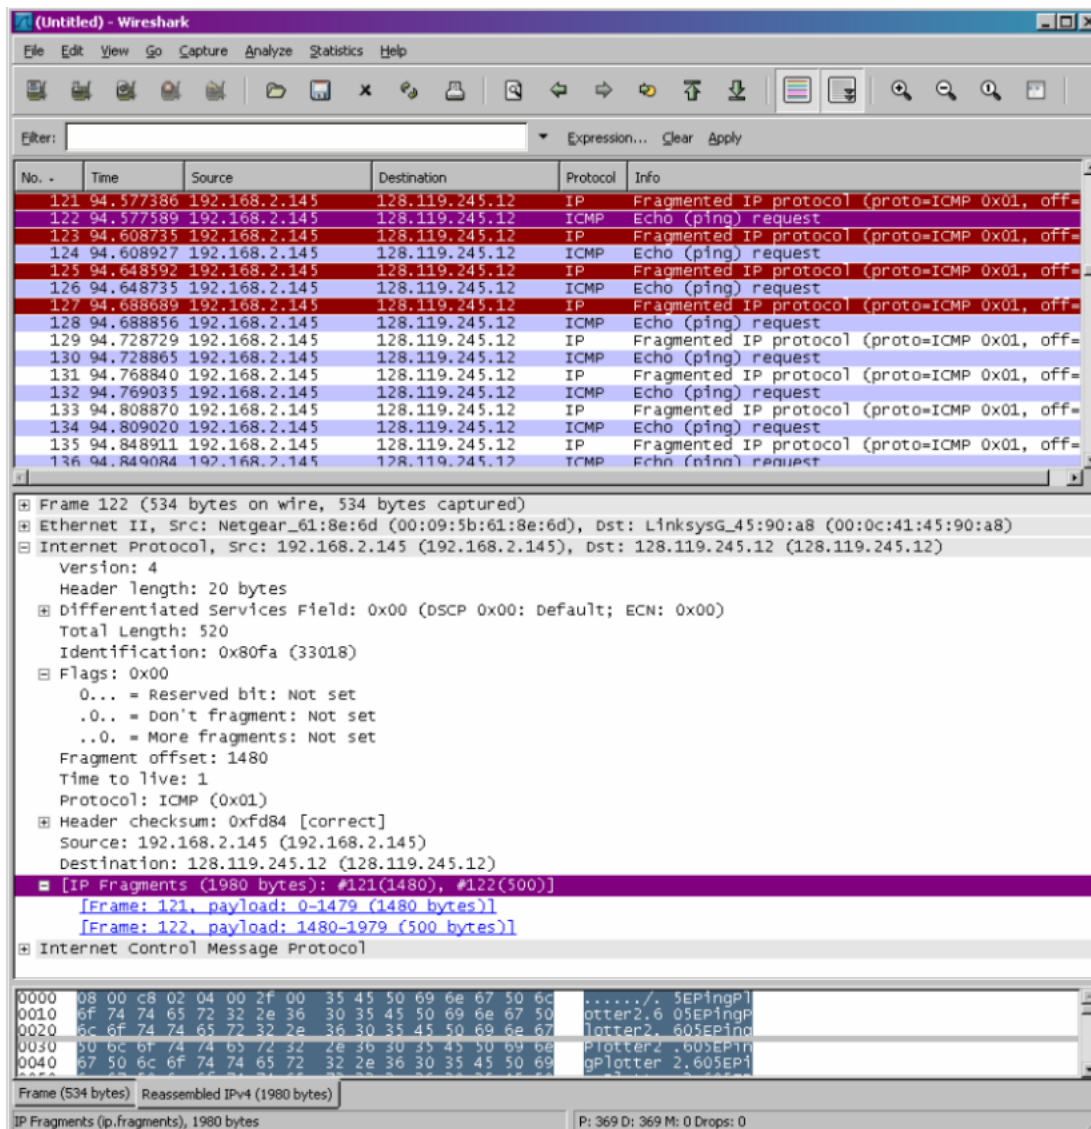 (Untitled) - Wireshark
File Edit View Go Capture Analyze Statistics Help
Filter: Expression... Clear Apply
No. - Time Source Destination Protocol Info
121 94.577386 192.168.2.145 128.119.245.12 IP Fragmented IP protocol (proto=ICMP 0x01, off=
122 94.577589 192.168.2.145 128.119.245.12 ICMP Echo (ping) request
123 94.608735 192.168.2.145 128.119.245.12 IP Fragmented IP protocol (proto=ICMP 0x01, off=
124 94.608927 192.168.2.145 128.119.245.12 ICMP Echo (ping) request
125 94.648592 192.168.2.145 128.119.245.12 IP Fragmented IP protocol (proto=ICMP 0x01, off=
126 94.648735 192.168.2.145 128.119.245.12 ICMP Echo (ping) request
127 94.688689 192.168.2.145 128.119.245.12 IP Fragmented IP protocol (proto=ICMP 0x01, off=
128 94.688856 192.168.2.145 128.119.245.12 ICMP Echo (ping) request
129 94.728729 192.168.2.145 128.119.245.12 IP Fragmented IP protocol (proto=ICMP 0x01, off=
130 94.728865 192.168.2.145 128.119.245.12 ICMP Echo (ping) request
131 94.768840 192.168.2.145 128.119.245.12 IP Fragmented IP protocol (proto=ICMP 0x01, off=
132 94.769035 192.168.2.145 128.119.245.12 ICMP Echo (ping) request
133 94.808870 192.168.2.145 128.119.245.12 IP Fragmented IP protocol (proto=ICMP 0x01, off=
134 94.809020 192.168.2.145 128.119.245.12 ICMP Echo (ping) request
135 94.848911 192.168.2.145 128.119.245.12 IP Fragmented IP protocol (proto=ICMP 0x01, off=
136 94.849084 192.168.2.145 128.119.245.12 ICMP Echo (ping) request
Frame 122 (534 bytes on wire, 534 bytes captured)
Ethernet II, Src: Netgear_61:8e:6d (00:09:5b:61:8e:6d), Dst: LinksysG_45:90:a8 (00:0c:41:45:90:a8)
Internet Protocol, Src: 192.168.2.145 (192.168.2.145), Dst: 128.119.245.12 (128.119.245.12)
Version: 4
Header length: 20 bytes
Differentiated Services Field: 0x00 (DSCP 0x00: Default; ECN: 0x00)
Total Length: 520
Identification: 0x80fa (33018)
Flags: 0x00
0... = Reserved bit: Not set
.0.. = Don't fragment: Not set
..0. = More fragments: Not set
Fragment offset: 1480
Time to live: 1
Protocol: ICMP (0x01)
Header checksum: 0xfd84 [correct]
Source: 192.168.2.145 (192.168.2.145)
Destination: 128.119.245.12 (128.119.245.12)
[IP Fragments (1980 bytes): #121(1480), #122(500)]
[Frame: 121, payload: 0-1479 (1480 bytes)]
[Frame: 122, payload: 1480-1979 (500 bytes)]
Internet Control Message Protocol
0000 08 00 c8 02 04 00 2f 00 35 45 50 69 6e 67 50 6c ....../. 5EPingPl
0010 6f 74 74 65 72 32 2e 36 30 35 45 50 69 6e 67 50 otter2.6 05EPingP
0020 6c 6f 74 74 65 72 32 2e 36 30 35 45 50 69 6e 67 lotter2. 605EPing
0030 50 6c 6f 74 74 65 72 32 2e 36 30 35 45 50 69 6e Plotter2 .605EPin
0040 67 50 6c 6f 74 74 65 72 32 2e 36 30 35 45 50 69 gPlotter 2.605EPi
Frame (534 bytes) Reassembled IPv4 (1980 bytes)
IP Fragments (ip.fragments), 1980 bytes P: 369 D: 369 M: 0 Drops: 0